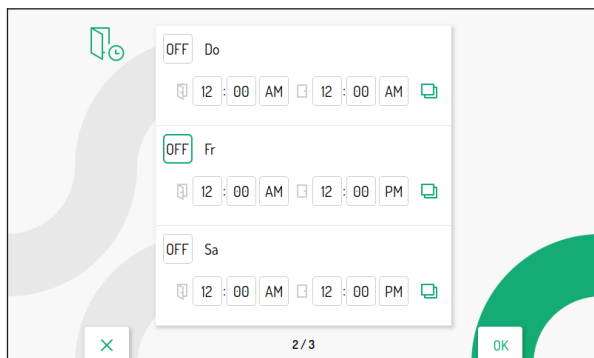 OFF Do
12 : 00 AM 12 : 00 AM
OFF Fr
12 : 00 AM 12 : 00 PM
OFF Sa
12 : 00 AM 12 : 00 PM
2/3 OK